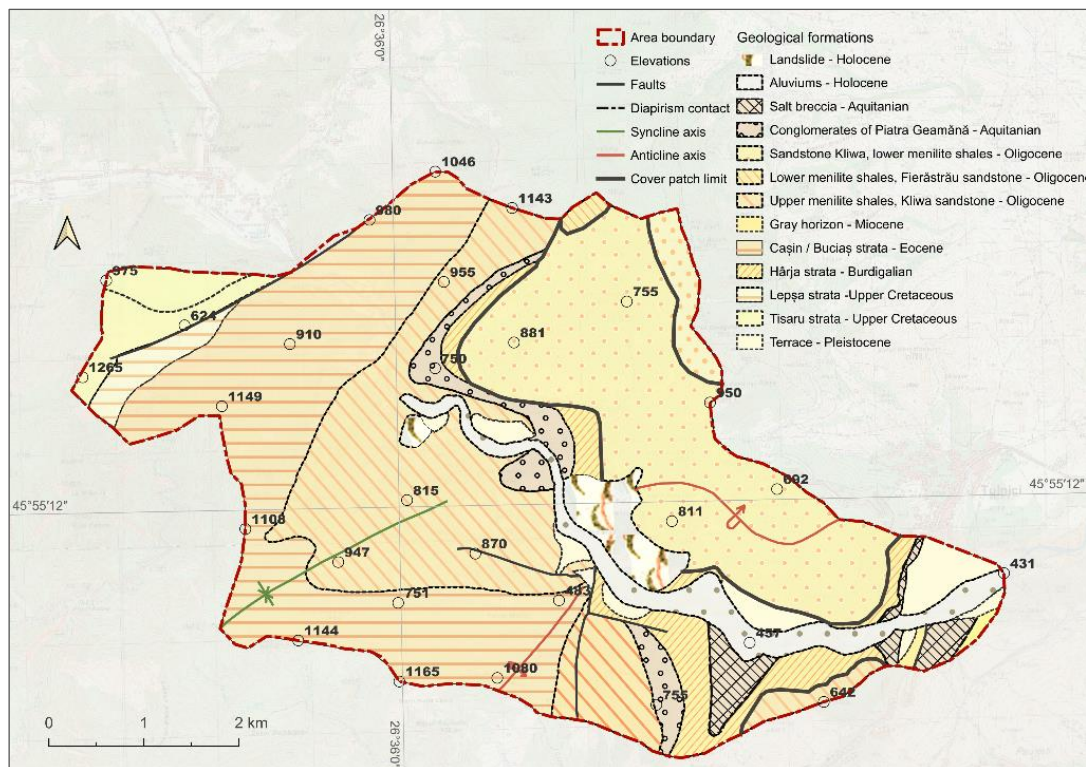 26°36'0"
Area boundary
Elevations
Faults
Diapirism contact
Syncline axis
Anticline axis
Cover patch limit
Geological formations
Landslide - Holocene
Aluviums - Holocene
Salt breccia - Aquitanian
Conglomerates of Piatra Geamănă - Aquitanian
Sandstone Kliwa, lower menilite shales - Oligocene
Lower menilite shales, Fierăstrău sandstone - Oligocene
Upper menilite shales, Kliwa sandstone - Oligocene
Gray horizon - Miocene
Cașin / Buciaș strata - Eocene
Hârja strata - Burdigalian
Lepșa strata -Upper Cretaceous
Tisaru strata - Upper Cretaceous
Terrace - Pleistocene
1046
1143
980
975
955
755
624
881
910
750
1265
950
1149
45°55'12"
692
45°55'12"
Tulnici
815
811
1108
870
947
431
751
483
457
1144
1165
1080
755
642
0 1 2 km
26°36'0"